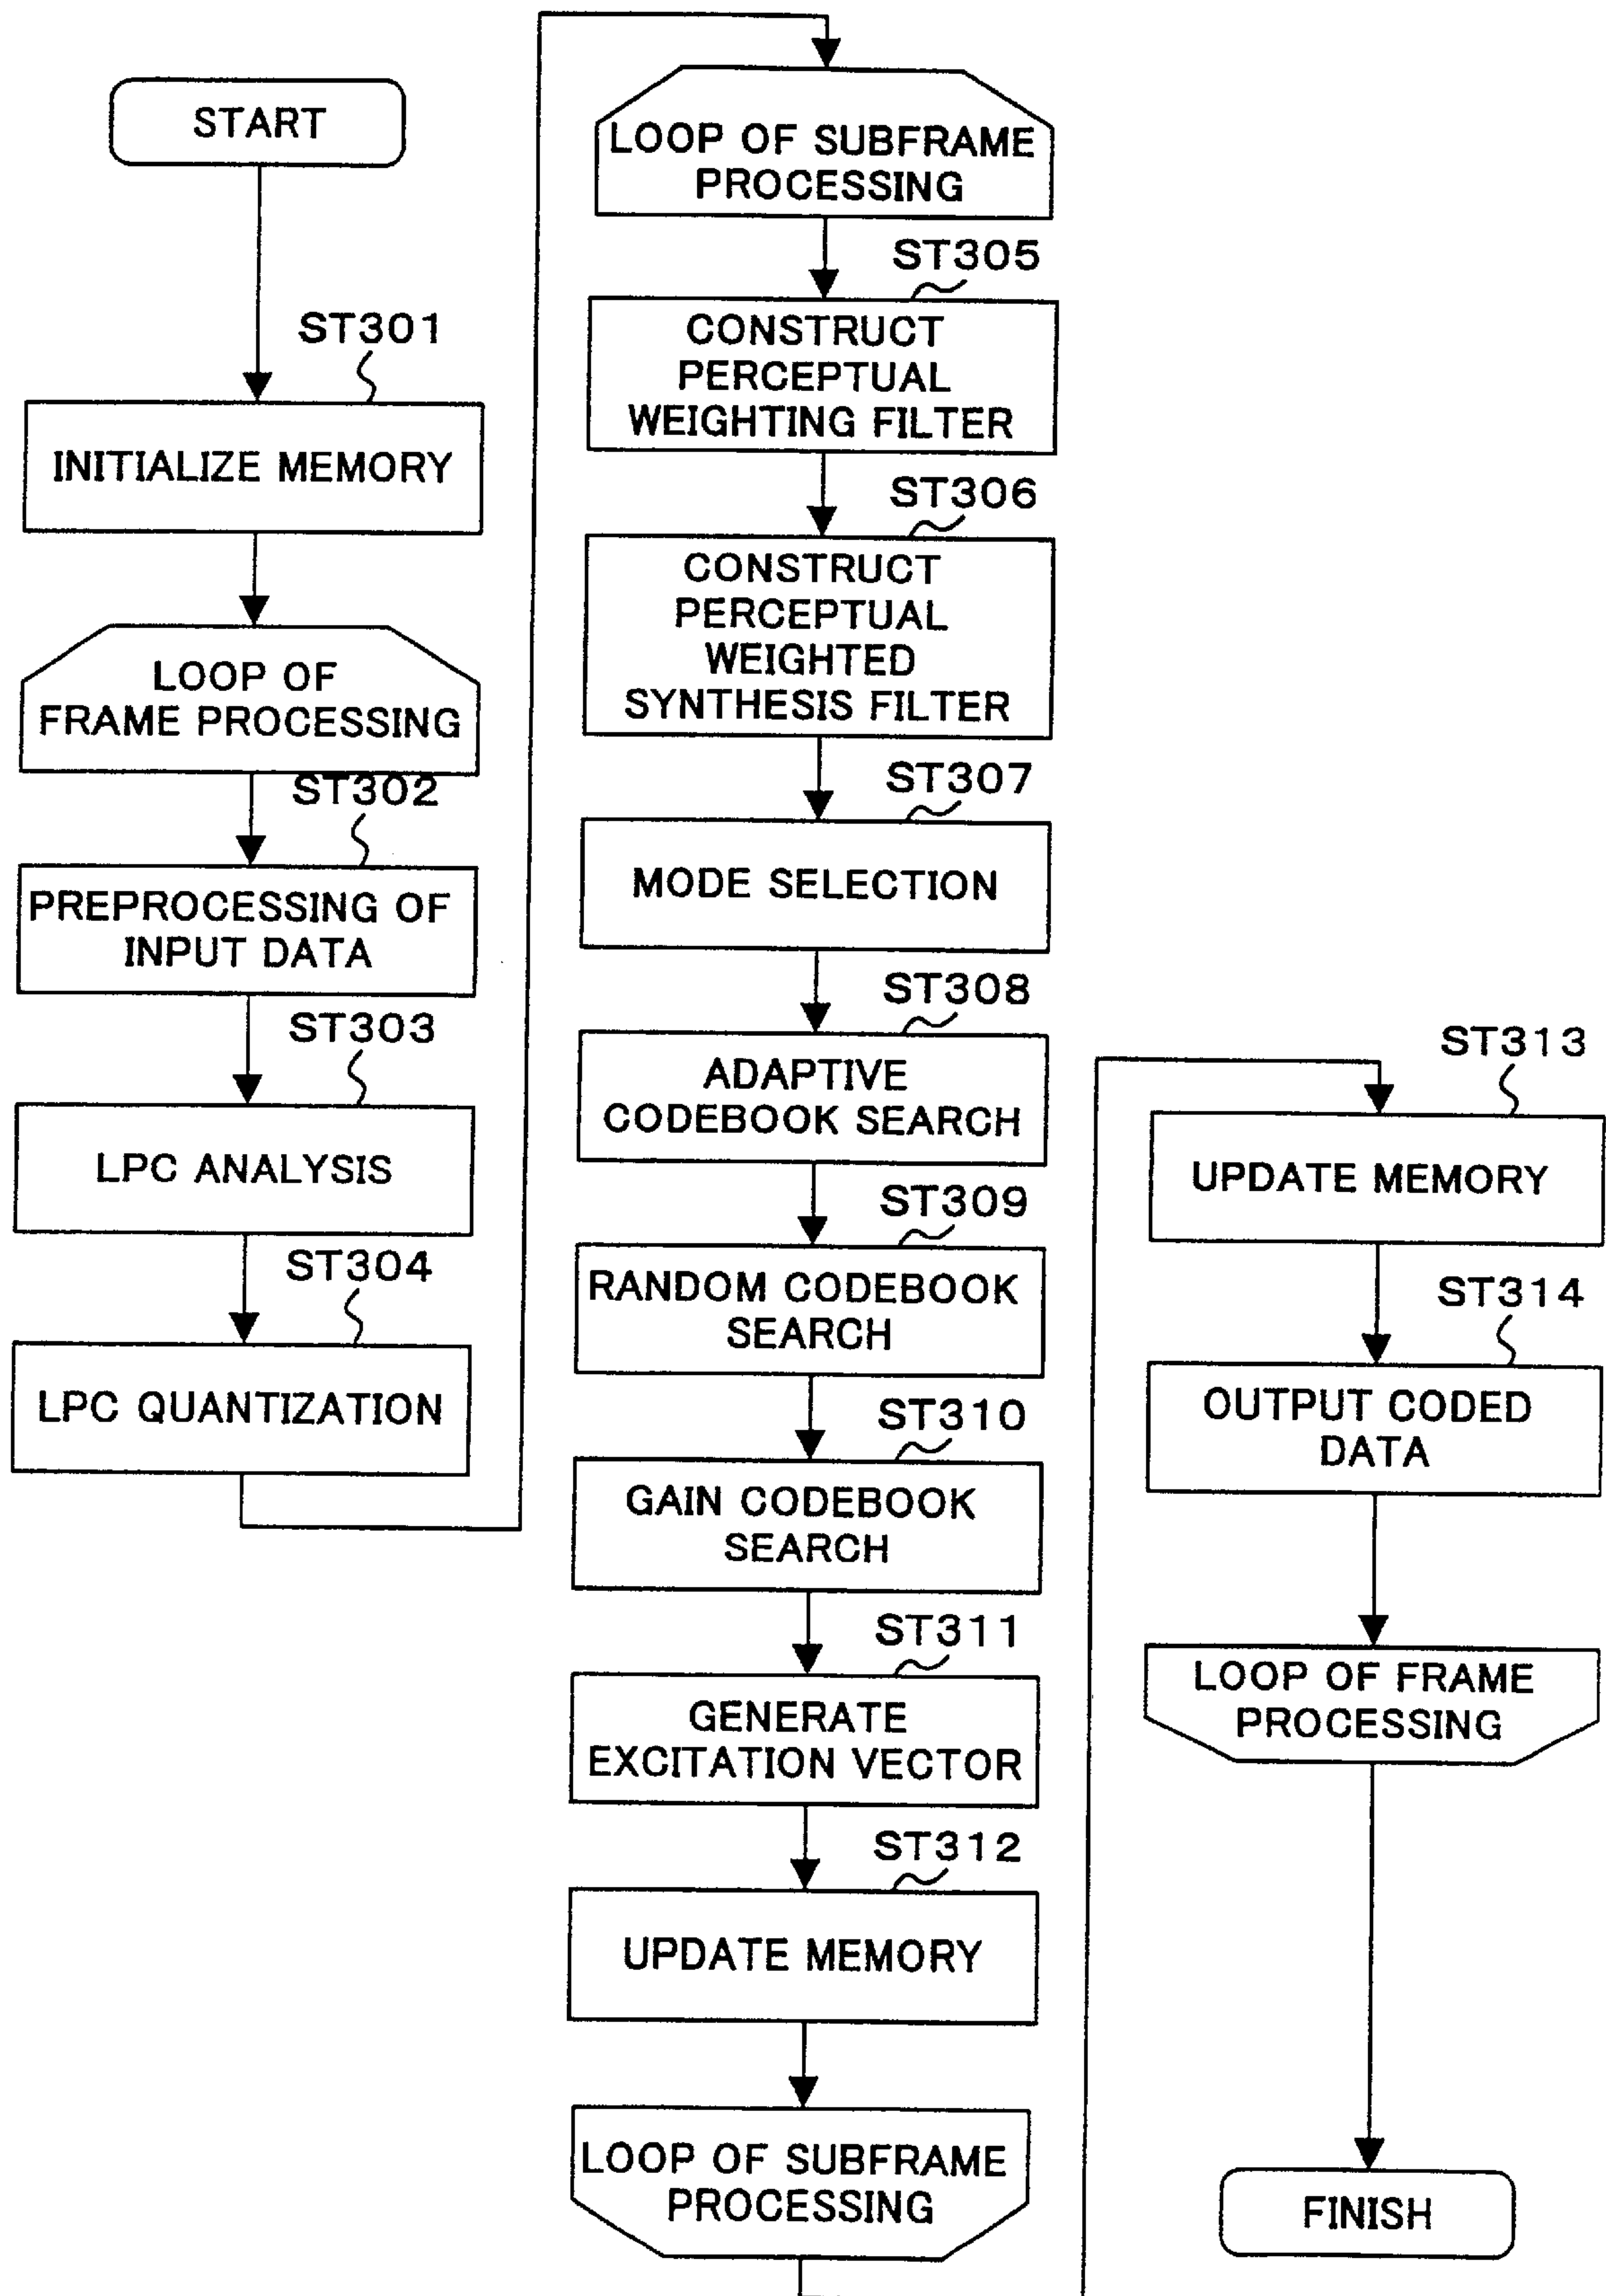 START
ST301
INITIALIZE MEMORY
LOOP OF
FRAME PROCESSING
ST302
PREPROCESSING OF
INPUT DATA
ST303
LPC ANALYSIS
ST304
LPC QUANTIZATION
LOOP OF SUBFRAME
PROCESSING
ST305
CONSTRUCT
PERCEPTUAL
WEIGHTING FILTER
ST306
CONSTRUCT
PERCEPTUAL
WEIGHTED
SYNTHESIS FILTER
ST307
MODE SELECTION
ST308
ADAPTIVE
CODEBOOK SEARCH
ST309
RANDOM CODEBOOK
SEARCH
ST310
GAIN CODEBOOK
SEARCH
ST311
GENERATE
EXCITATION VECTOR
ST312
UPDATE MEMORY
LOOP OF SUBFRAME
PROCESSING
ST313
UPDATE MEMORY
ST314
OUTPUT CODED
DATA
LOOP OF FRAME
PROCESSING
FINISH